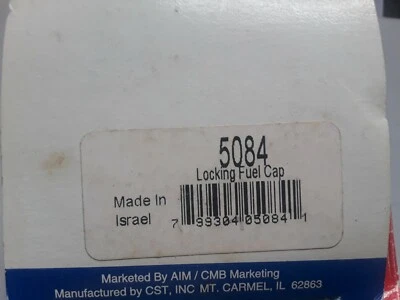 5084
Locking Fuel Cap
Made In
Israel
7 99304 05084 1
Marketed By AIM / CMB Marketing
Manufactured by CST, INC MT. CARMEL, IL 62863